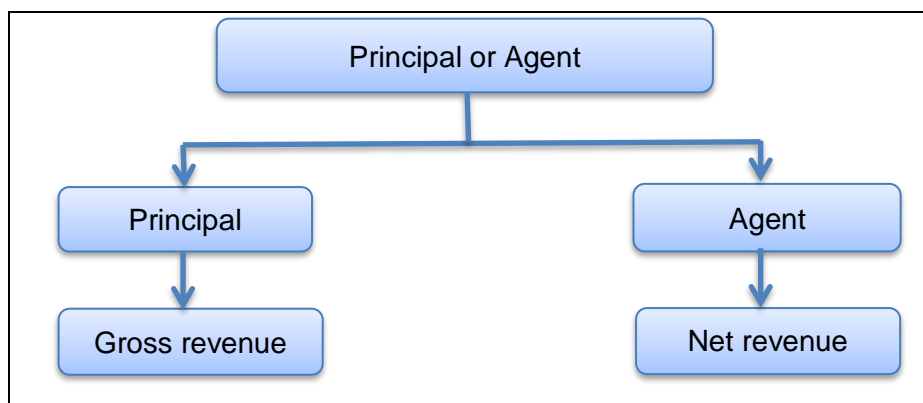 Principal or Agent
Principal
Agent
Gross revenue
Net revenue